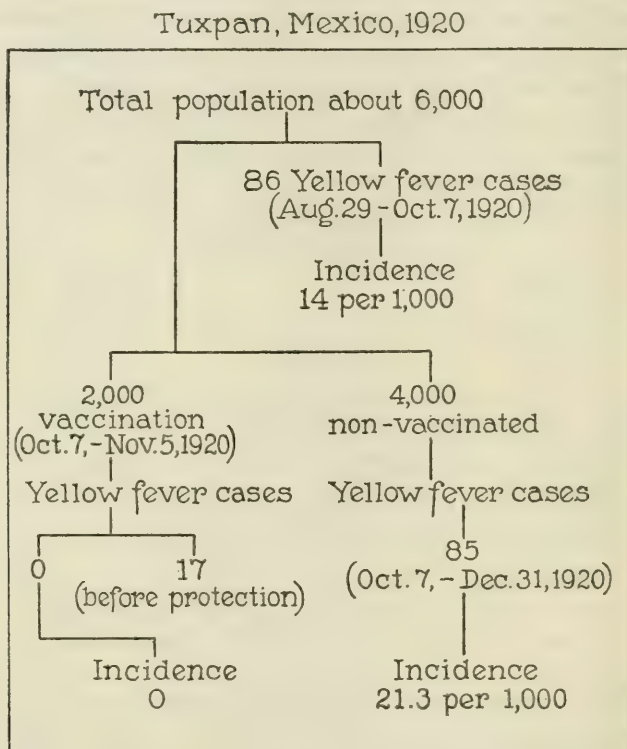 Tuxpan, Mexico, 1920
Total population about 6,000
86 Yellow fever cases
(Aug. 29 - Oct. 7, 1920)
Incidence
14 per 1,000
2,000
vaccination
(Oct. 7, - Nov. 5, 1920)
Yellow fever cases
0
17
(before protection)
Incidence
0
4,000
non-vaccinated
Yellow fever cases
85
(Oct. 7, - Dec. 31, 1920)
Incidence
21.3 per 1,000